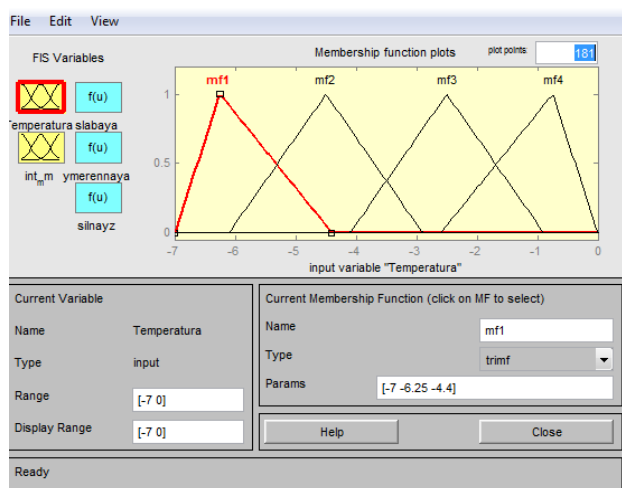 File Edit View
FIS Variables
Membership function plots
plot points:
181
f(u)
Temperatura slabaya
f(u)
int_m m ymerennaya
f(u)
silnayz
mf1 mf2 mf3 mf4
1
0.5
0
-7 -6 -5 -4 -3 -2 -1 0
input variable "Temperatura"
Current Variable
Name Temperatura
Type input
Range [-7 0]
Display Range [-7 0]
Current Membership Function (click on MF to select)
Name mf1
Type trimf
Params [-7 -6.25 -4.4]
Help Close
Ready